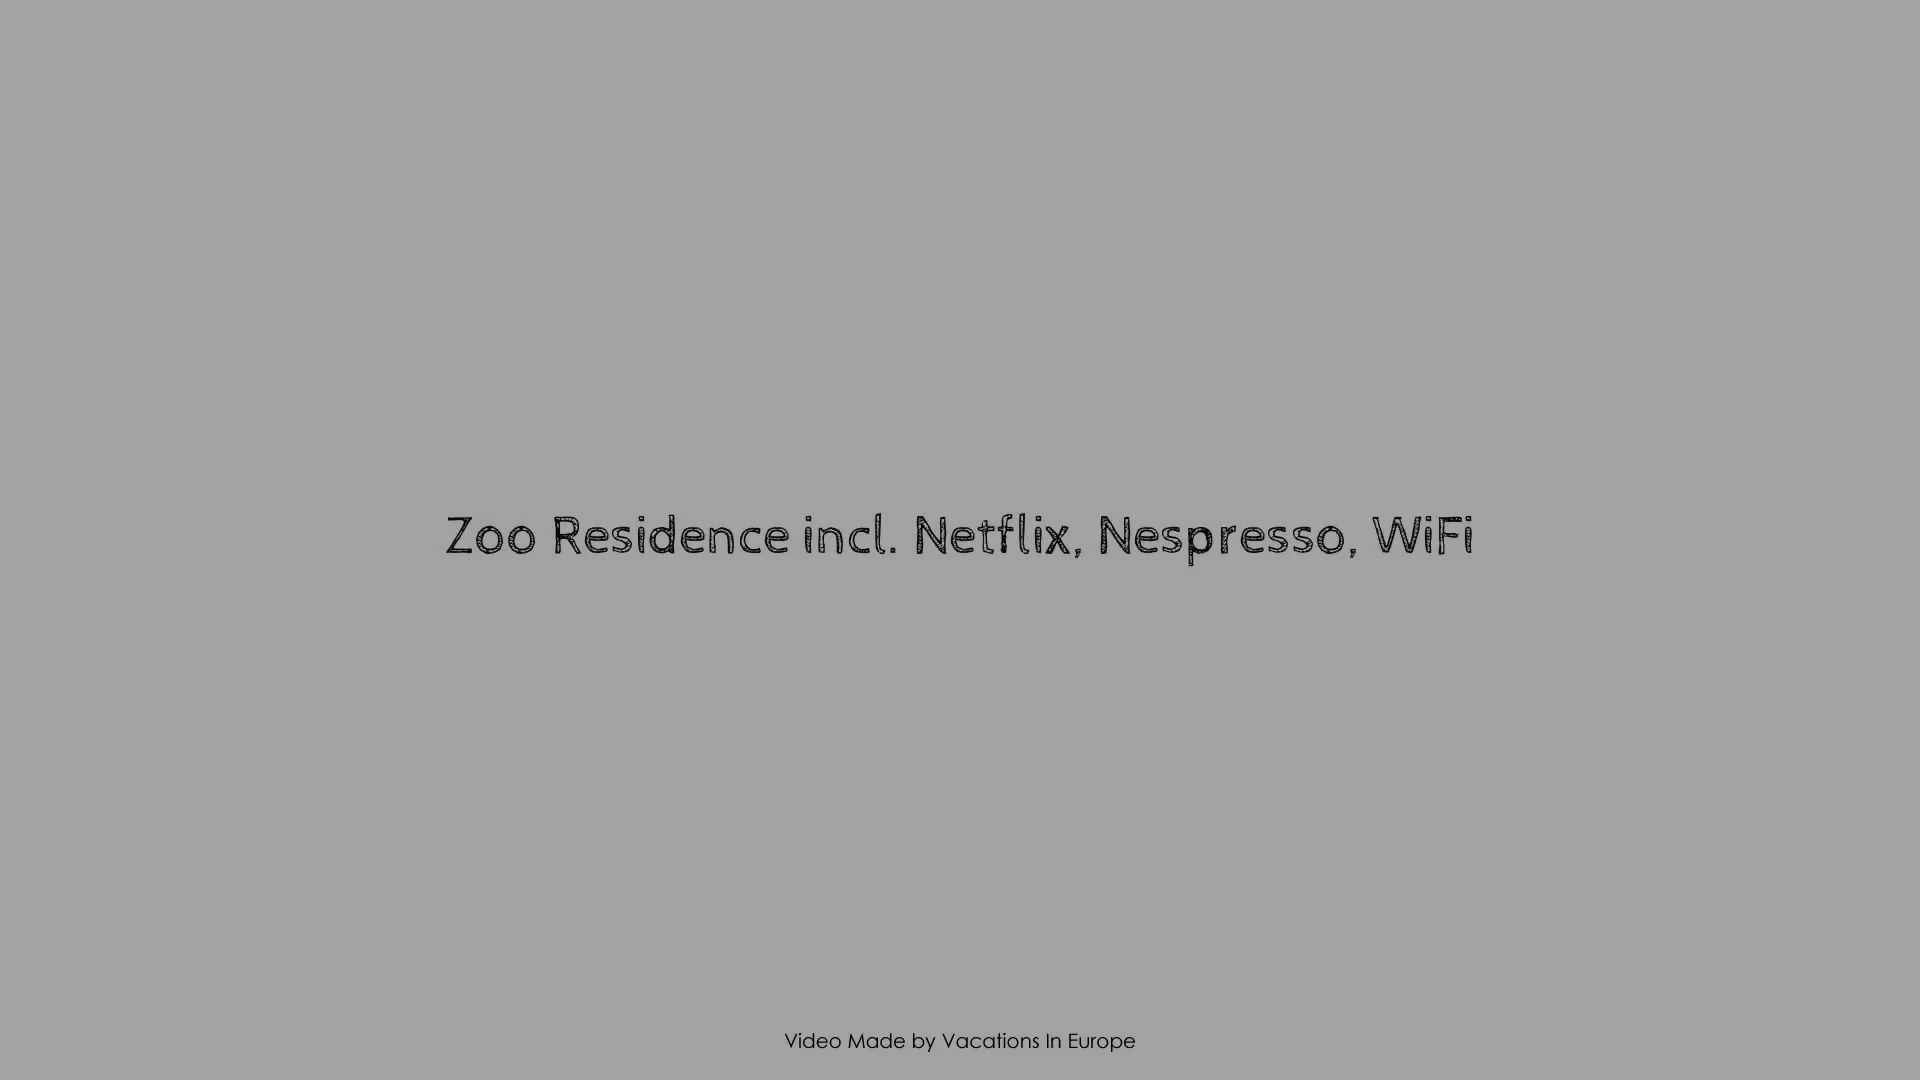 Zoo Residence incl. Netflix, Nespresso, WiFi
Video Made by Vacations In Europe